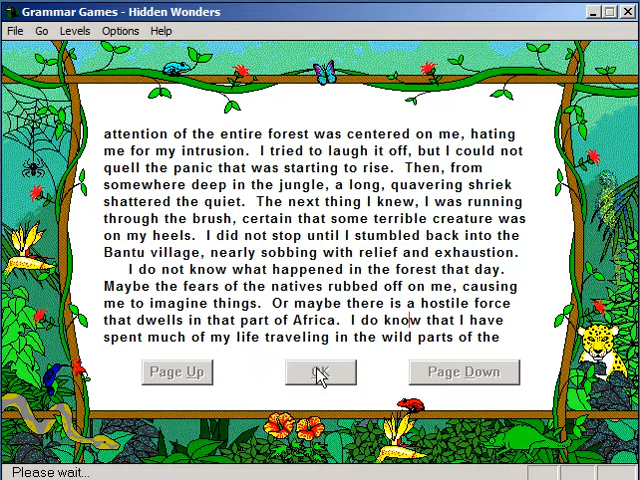 Grammar Games - Hidden Wonders
File Go Levels Options Help
attention of the entire forest was centered on me, hating
me for my intrusion. I tried to laugh it off, but I could not
quell the panic that was starting to rise. Then, from
somewhere deep in the jungle, a long, quavering shriek
shattered the quiet. The next thing I knew, I was running
through the brush, certain that some terrible creature was
on my heels. I did not stop until I stumbled back into the
Bantu village, nearly sobbing with relief and exhaustion.
I do not know what happened in the forest that day.
Maybe the fears of the natives rubbed off on me, causing
me to imagine things. Or maybe there is a hostile force
that dwells in that part of Africa. I do know that I have
spent much of my life traveling in the wild parts of the
Page Up OK Page Down
Please wait...